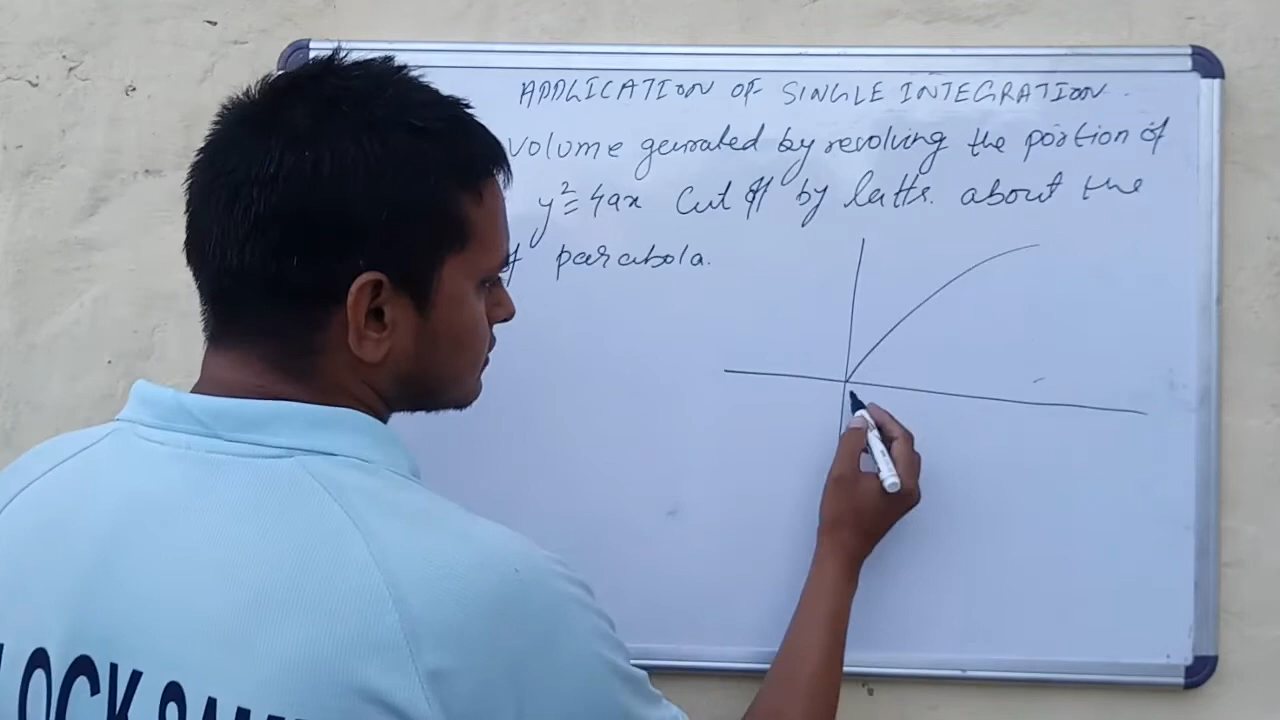 APPLICATION OF SINGLE INTEGRATION.
volume genrated by revolving the portion of
y² = 4ax Cut off by latts. about the
parabola.
LOCK